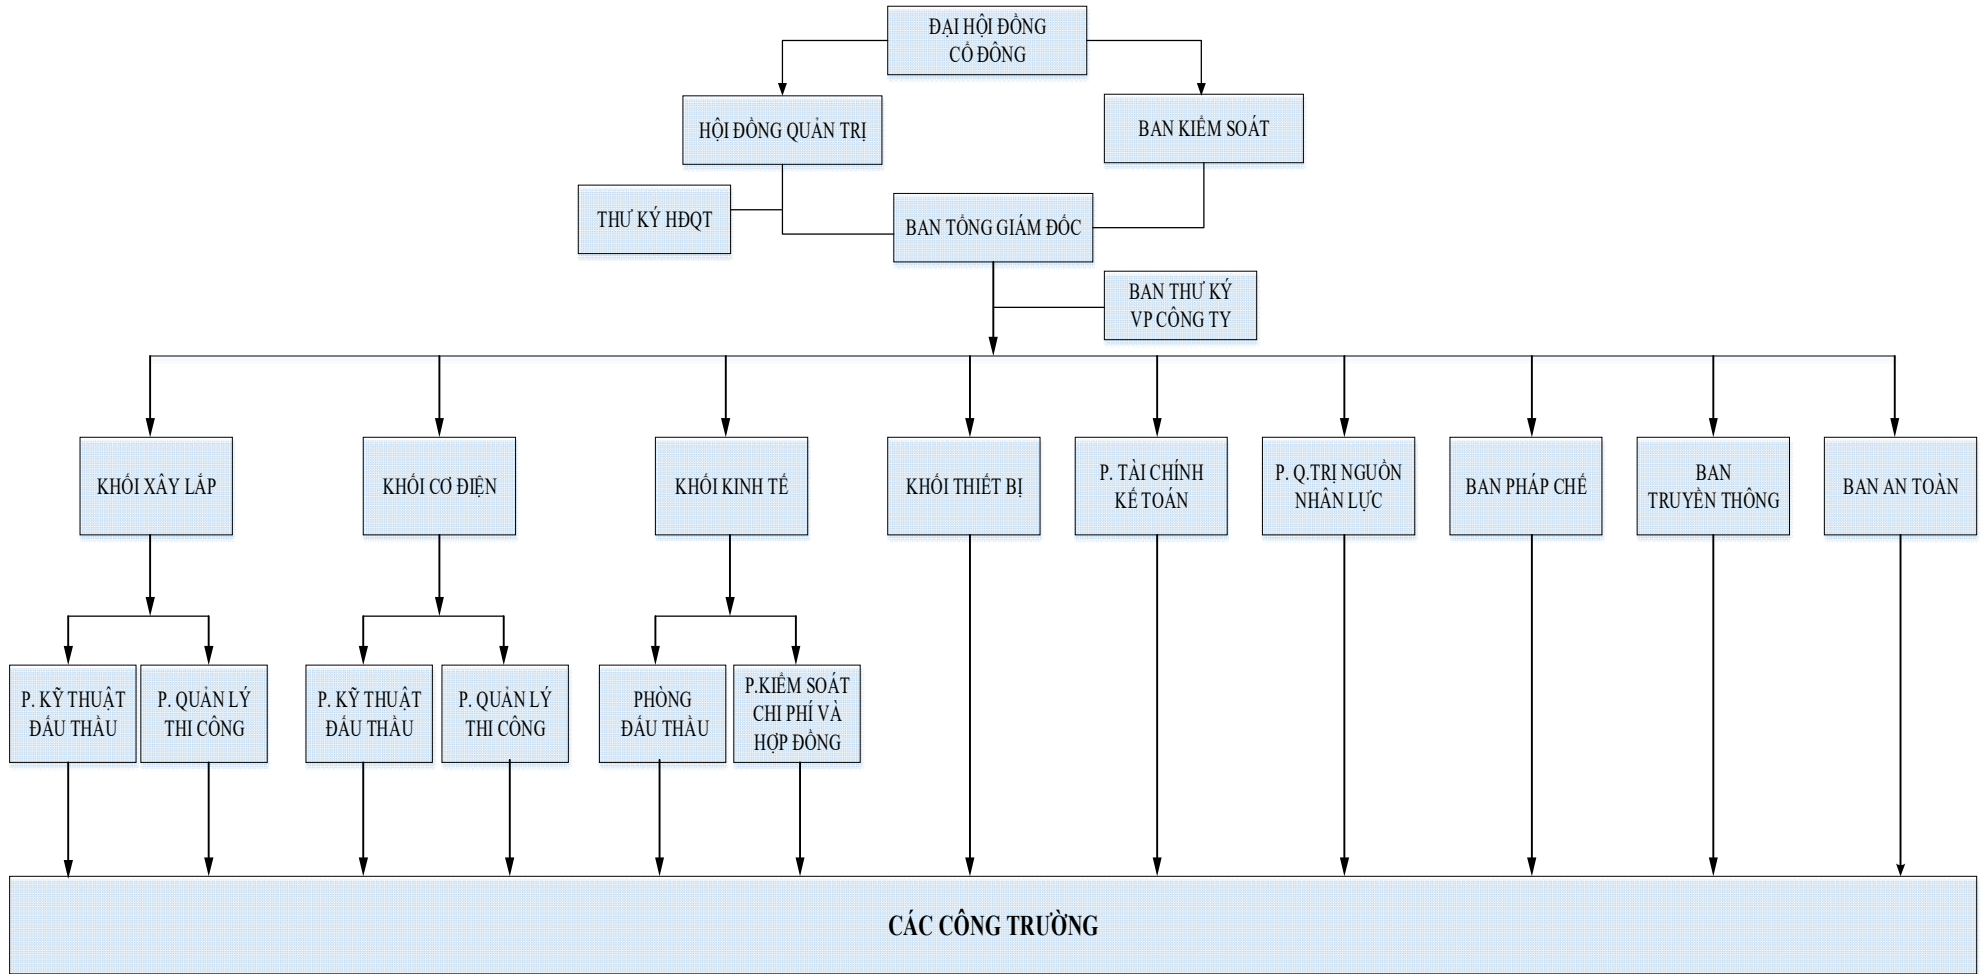 ĐẠI HỘI ĐỒNG
CỔ ĐÔNG
HỘI ĐỒNG QUẢN TRỊ
BAN KIỂM SOÁT
THƯ KÝ HĐQT
BAN TỔNG GIÁM ĐỐC
BAN THƯ KÝ
VP CÔNG TY
KHỐI XÂY LẮP
KHỐI CƠ ĐIỆN
KHỐI KINH TẾ
KHỐI THIẾT BỊ
P. TÀI CHÍNH
KẾ TOÁN
P. Q.TRỊ NGUỒN
NHÂN LỰC
BAN PHÁP CHẾ
BAN
TRUYỀN THÔNG
BAN AN TOÀN
P. KỸ THUẬT
ĐẤU THẦU
P. QUẢN LÝ
THI CÔNG
P. KỸ THUẬT
ĐẤU THẦU
P. QUẢN LÝ
THI CÔNG
PHÒNG
ĐẤU THẦU
P.KIỂM SOÁT
CHI PHÍ VÀ
HỢP ĐỒNG
CÁC CÔNG TRƯỜNG